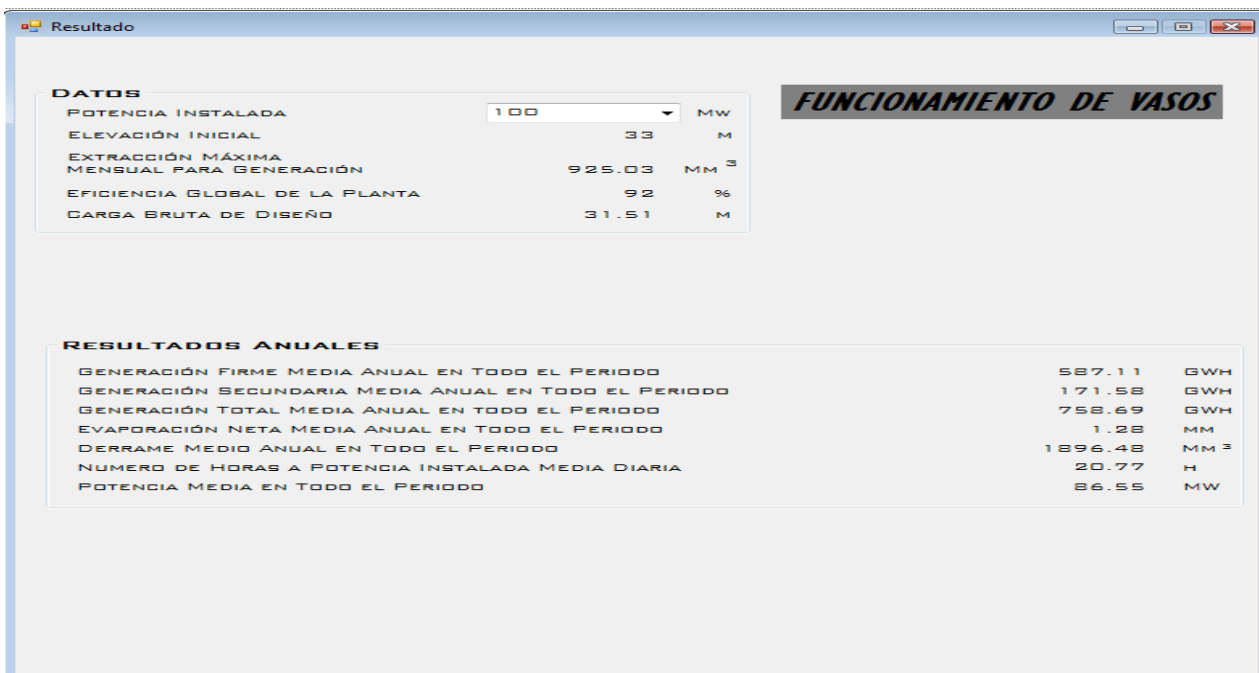 Resultado
FUNCIONAMIENTO DE VASOS
DATOS
POTENCIA INSTALADA 100 MW
ELEVACIÓN INICIAL 33 M
EXTRACCIÓN MÁXIMA
MENSUAL PARA GENERACIÓN 925.03 MM 3
EFICIENCIA GLOBAL DE LA PLANTA 92 %
CARGA BRUTA DE DISEÑO 31.51 M
RESULTADOS ANUALES
GENERACIÓN FIRME MEDIA ANUAL EN TODO EL PERIODO 587.11 GWH
GENERACIÓN SECUNDARIA MEDIA ANUAL EN TODO EL PERIODO 171.58 GWH
GENERACIÓN TOTAL MEDIA ANUAL EN TODO EL PERIODO 758.69 GWH
EVAPORACIÓN NETA MEDIA ANUAL EN TODO EL PERIODO 1.28 MM
DERRAME MEDIO ANUAL EN TODO EL PERIODO 1896.48 MM 3
NUMERO DE HORAS A POTENCIA INSTALADA MEDIA DIARIA 20.77 H
POTENCIA MEDIA EN TODO EL PERIODO 86.55 MW